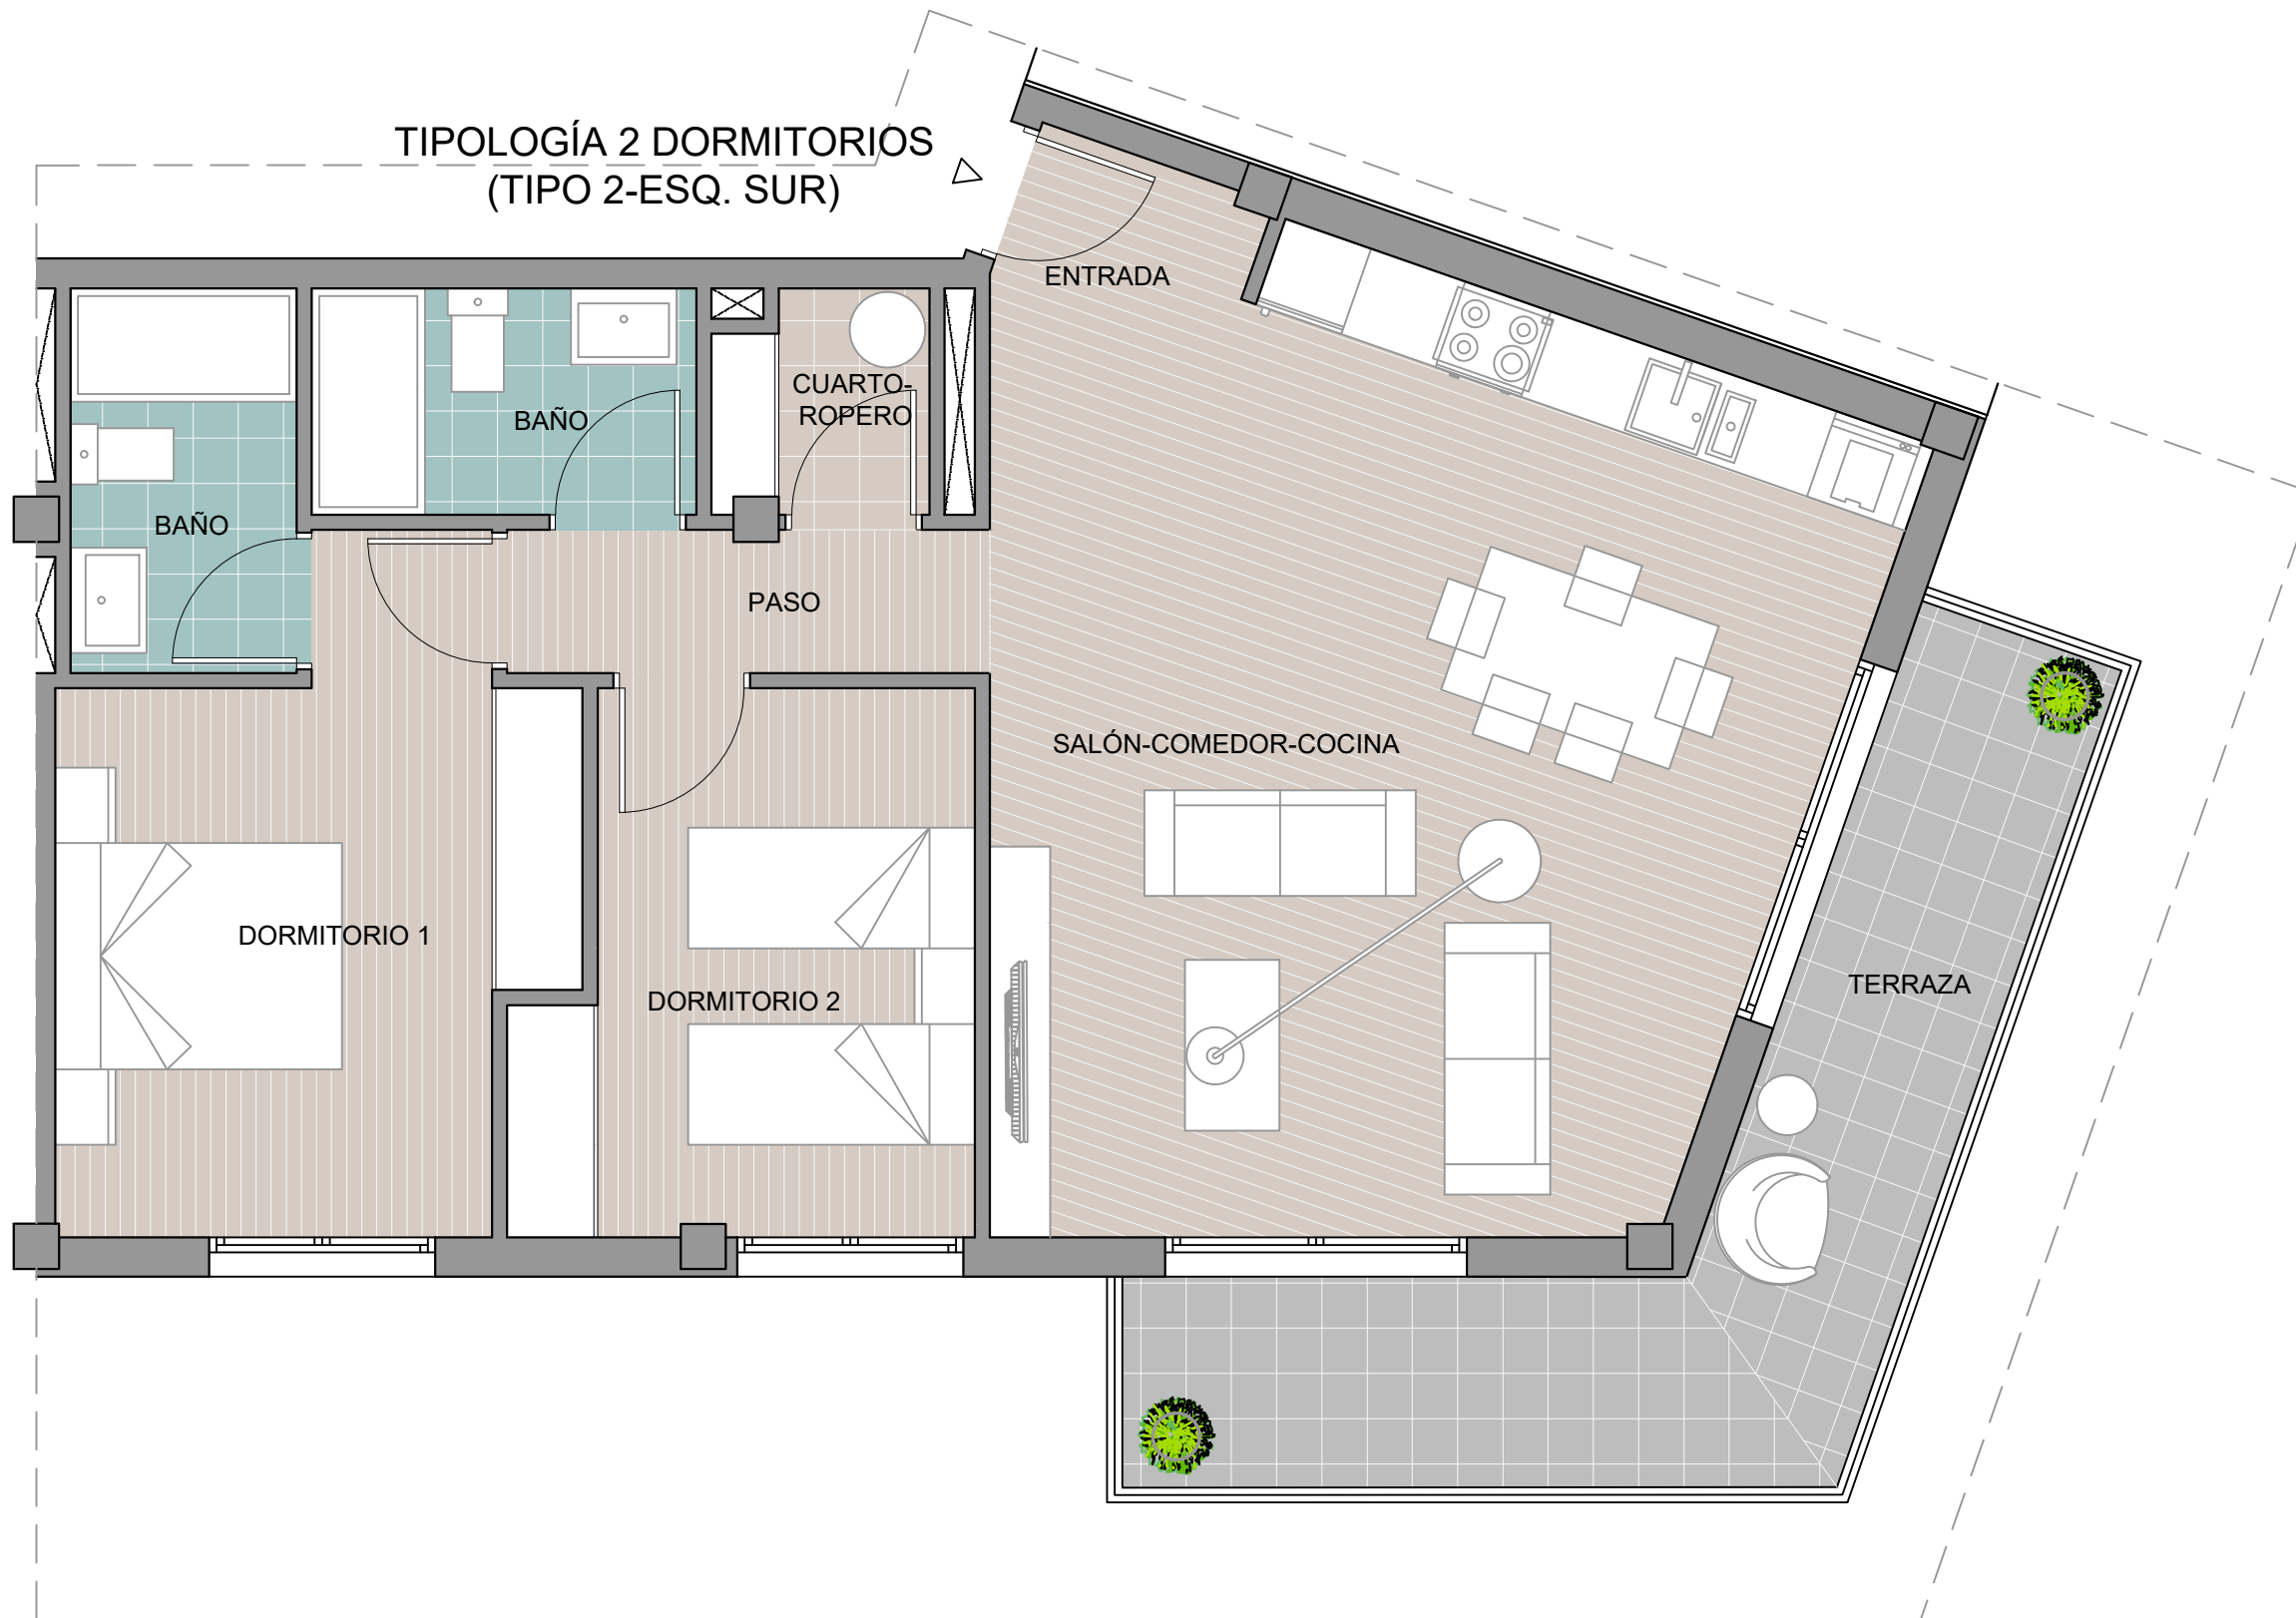 TIPOLOGÍA 2 DORMITORIOS
(TIPO 2-ESQ. SUR)
ENTRADA
CUARTO-
ROPERO
BAÑO
BAÑO
PASO
SALÓN-COMEDOR-COCINA
DORMITORIO 1
DORMITORIO 2
TERRAZA